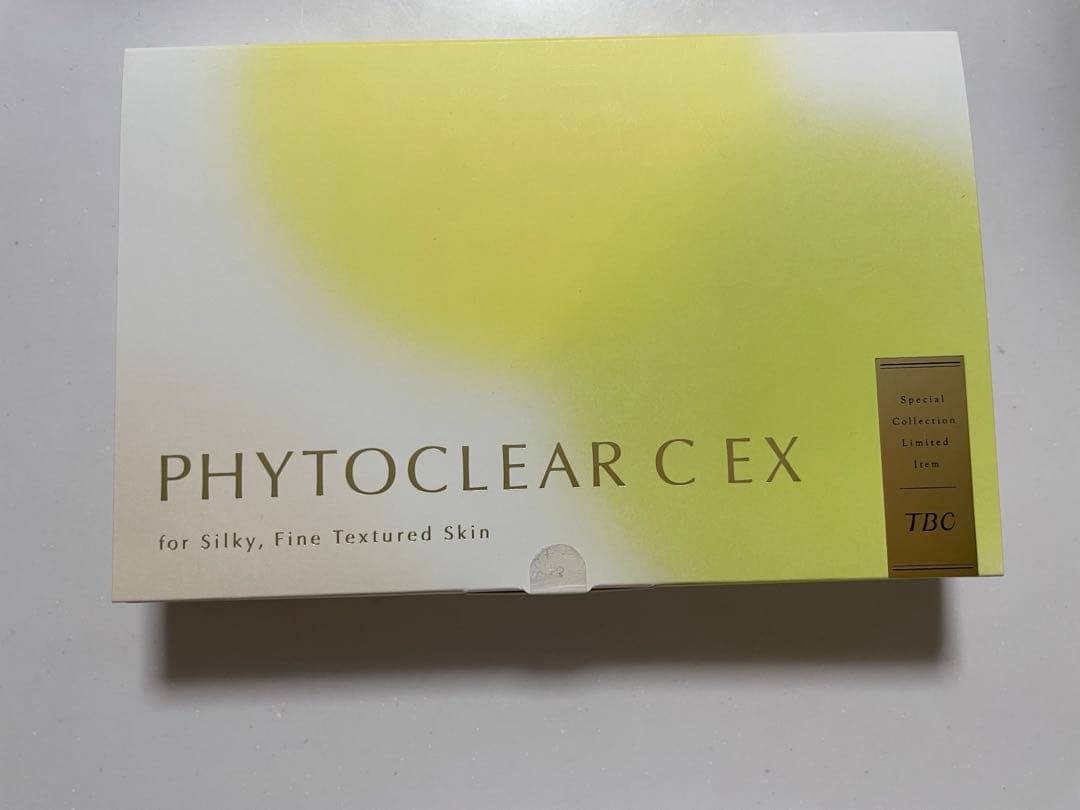 PHYTOCLEAR C EX
for Silky, Fine Textured Skin
Special
Collection
Limited
Item
TBC